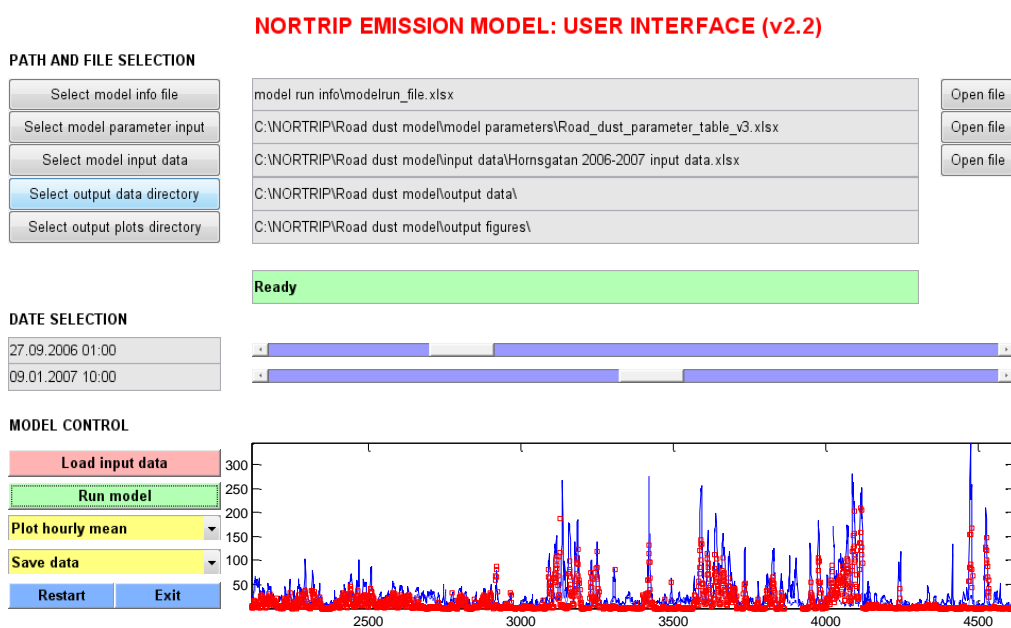 NORTRIP EMISSION MODEL: USER INTERFACE (v2.2)
PATH AND FILE SELECTION
Select model info file model run info\modelrun_file.xlsx Open file
Select model parameter input C:\NORTRIP\Road dust model\model parameters\Road_dust_parameter_table_v3.xlsx Open file
Select model input data C:\NORTRIP\Road dust model\input data\Hornsgatan 2006-2007 input data.xlsx Open file
Select output data directory C:\NORTRIP\Road dust model\output data\
Select output plots directory C:\NORTRIP\Road dust model\output figures\
Ready
DATE SELECTION
27.09.2006 01:00
09.01.2007 10:00
MODEL CONTROL
Load input data
Run model
Plot hourly mean
Save data
Restart Exit
300
250
200
150
100
50
2500 3000 3500 4000 4500